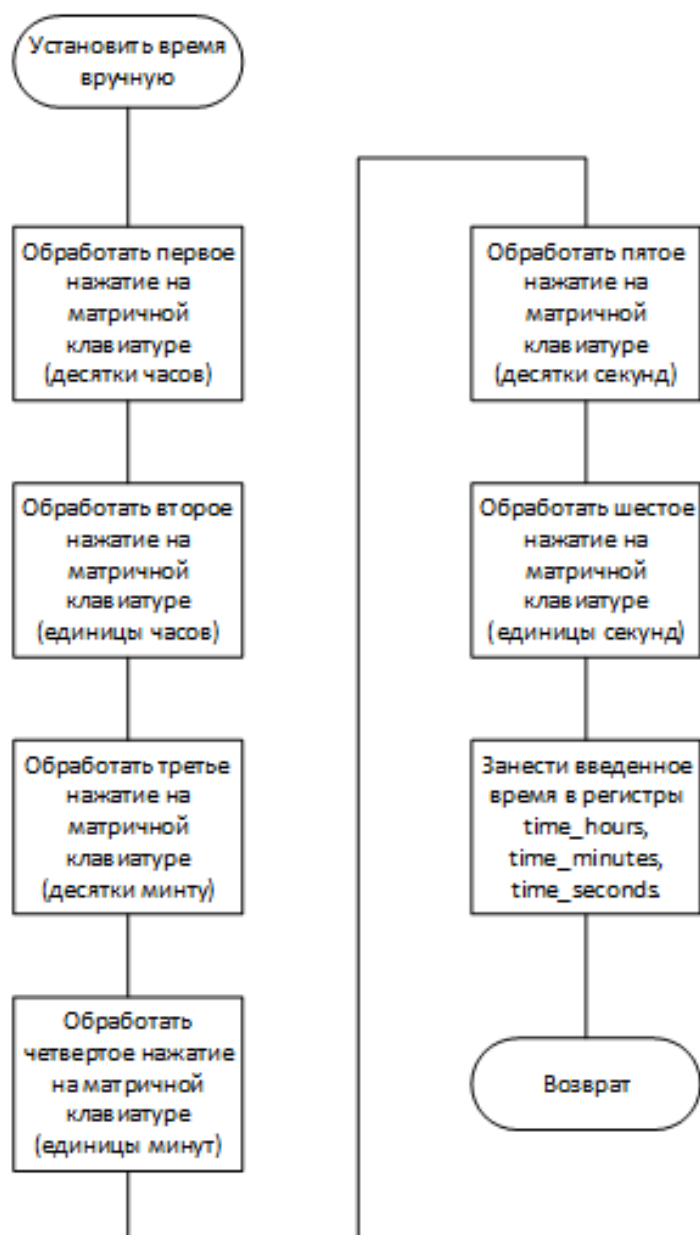 Установить время
вручную
Обработать первое
нажатие на
матричной
клавиатуре
(десятки часов)
Обработать второе
нажатие на
матричной
клавиатуре
(единицы часов)
Обработать третье
нажатие на
матричной
клавиатуре
(десятки минту)
Обработать
четвертое нажатие
на матричной
клавиатуре
(единицы минут)
Обработать пятое
нажатие на
матричной
клавиатуре
(десятки секунд)
Обработать шестое
нажатие на
матричной
клавиатуре
(единицы секунд)
Занести введенное
время в регистры
time_hours,
time_minutes,
time_seconds.
Возврат